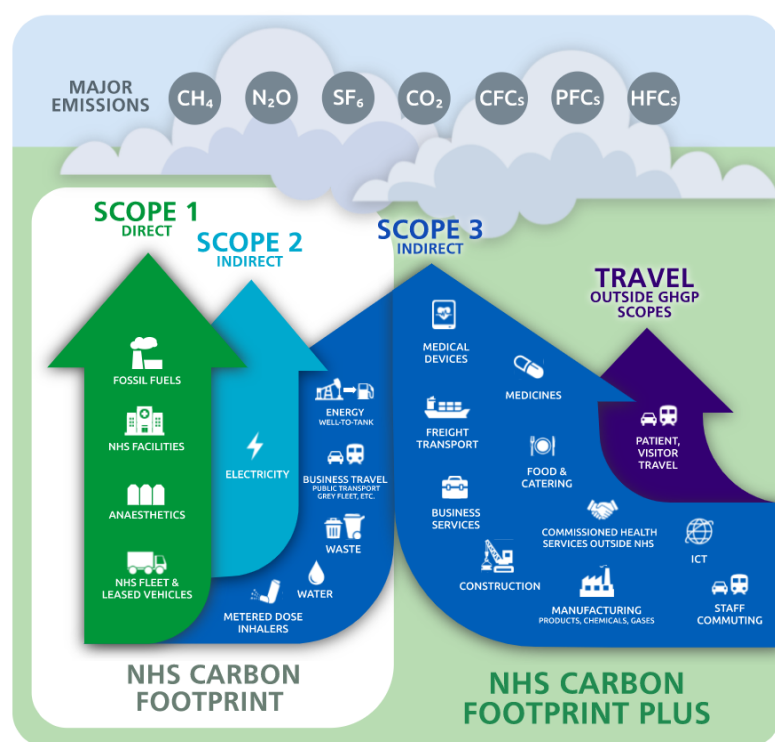 MAJOR
EMISSIONS
CH₄
N₂O
SF₆
CO₂
CFCs
PFCs
HFCs
SCOPE 1
DIRECT
SCOPE 2
INDIRECT
SCOPE 3
INDIRECT
TRAVEL
OUTSIDE GHGP
SCOPES
FOSSIL FUELS
NHS FACILITIES
ANAESTHETICS
NHS FLEET &
LEASED VEHICLES
ELECTRICITY
ENERGY
WELL-TO-TANK
BUSINESS TRAVEL
PUBLIC TRANSPORT
GREY FLEET, ETC.
WASTE
WATER
METERED DOSE
INHALERS
MEDICAL
DEVICES
MEDICINES
FREIGHT
TRANSPORT
FOOD &
CATERING
BUSINESS
SERVICES
COMMISSIONED HEALTH
SERVICES OUTSIDE NHS
CONSTRUCTION
MANUFACTURING
PRODUCTS, CHEMICALS, GASES
ICT
STAFF
COMMUTING
PATIENT,
VISITOR
TRAVEL
NHS CARBON
FOOTPRINT
NHS CARBON
FOOTPRINT PLUS